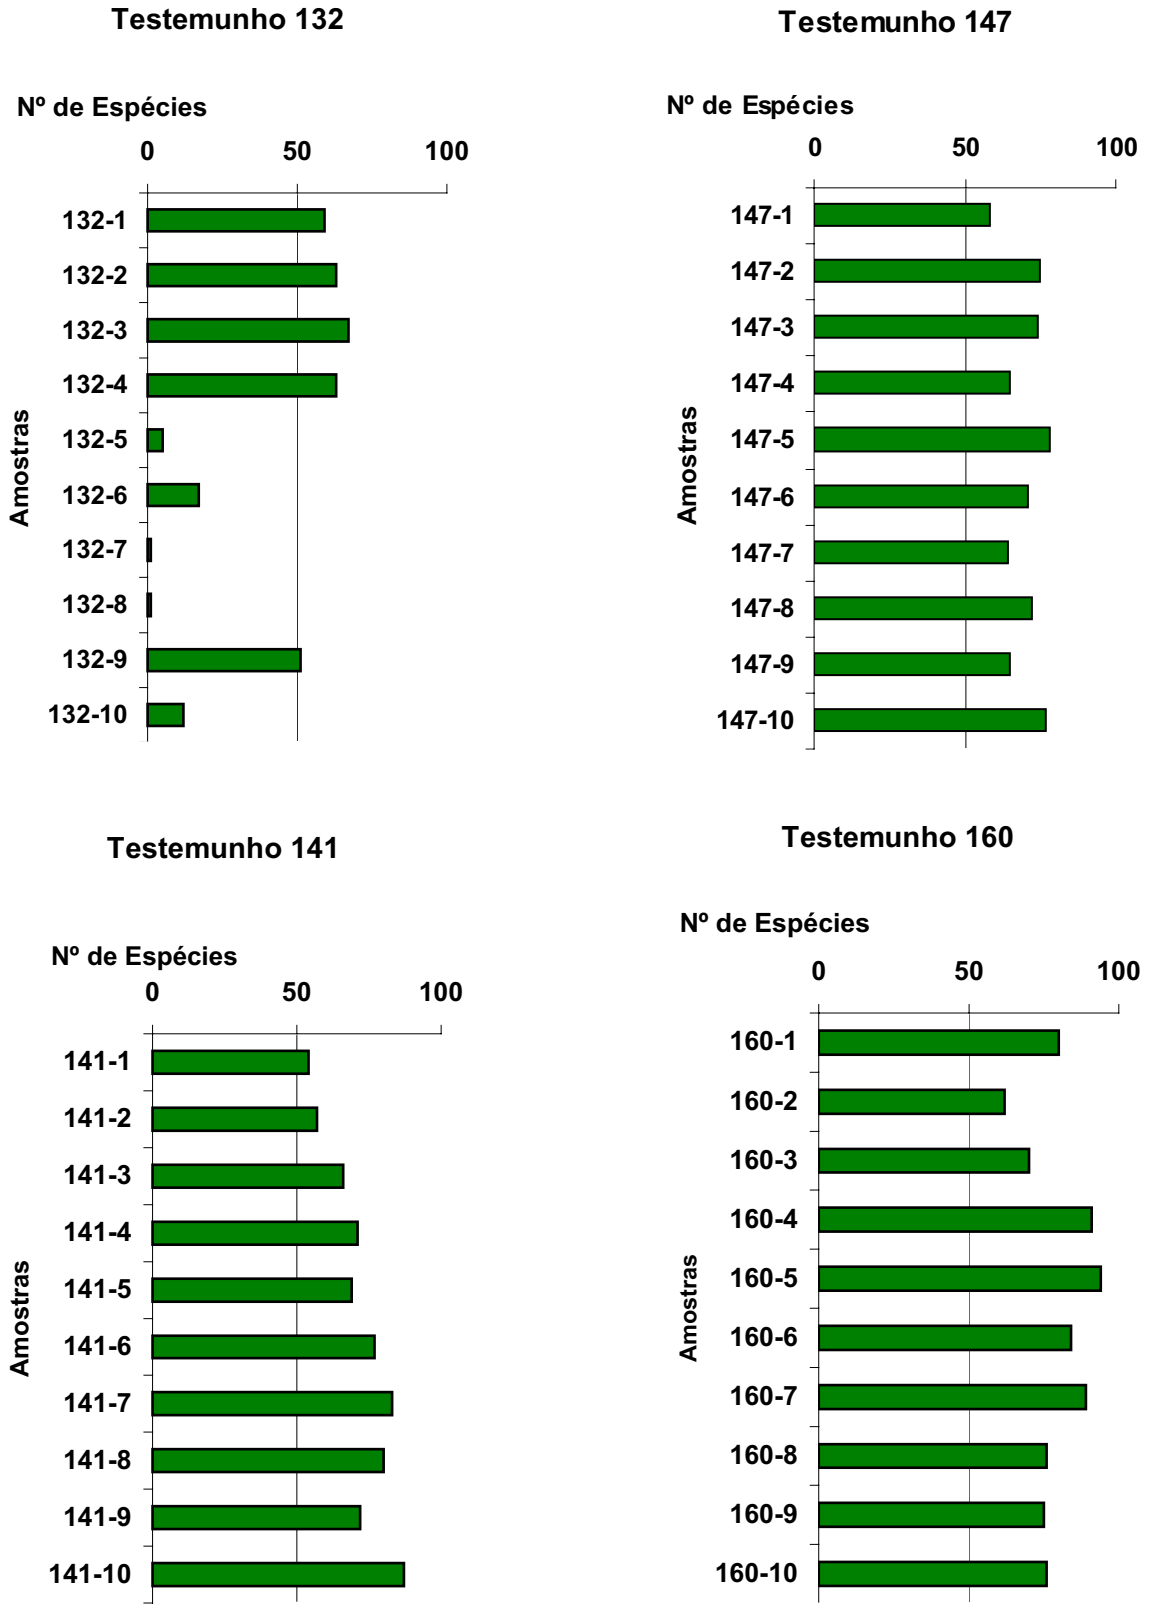 Testemunho 132
Nº de Espécies
0 50 100
132-1
132-2
132-3
132-4
132-5
132-6
132-7
132-8
132-9
132-10
Amostras
Testemunho 147
Nº de Espécies
0 50 100
147-1
147-2
147-3
147-4
147-5
147-6
147-7
147-8
147-9
147-10
Amostras
Testemunho 141
Nº de Espécies
0 50 100
141-1
141-2
141-3
141-4
141-5
141-6
141-7
141-8
141-9
141-10
Amostras
Testemunho 160
Nº de Espécies
0 50 100
160-1
160-2
160-3
160-4
160-5
160-6
160-7
160-8
160-9
160-10
Amostras